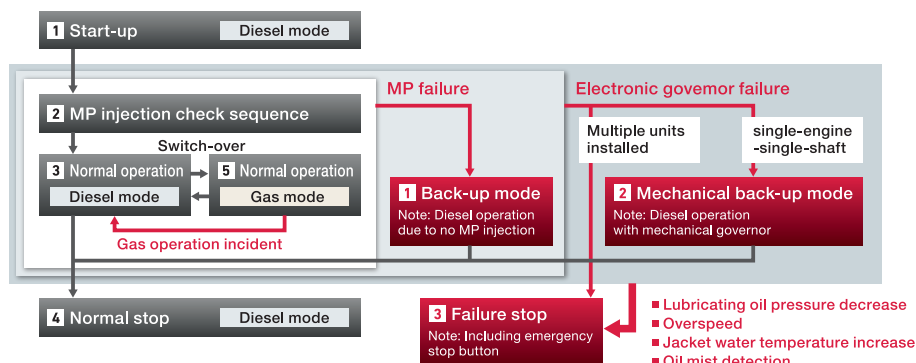 1 Start-up Diesel mode
MP failure
Electronic governor failure
2 MP injection check sequence
Switch-over
Multiple units
installed
single-engine
-single-shaft
3 Normal operation
Diesel mode
5 Normal operation
Gas mode
Gas operation incident
1 Back-up mode
Note: Diesel operation
due to no MP injection
2 Mechanical back-up mode
Note: Diesel operation
with mechanical governor
4 Normal stop Diesel mode
3 Failure stop
Note: Including emergency
stop button
■ Lubricating oil pressure decrease
■ Overspeed
■ Jacket water temperature increase
■ Oil mist detection